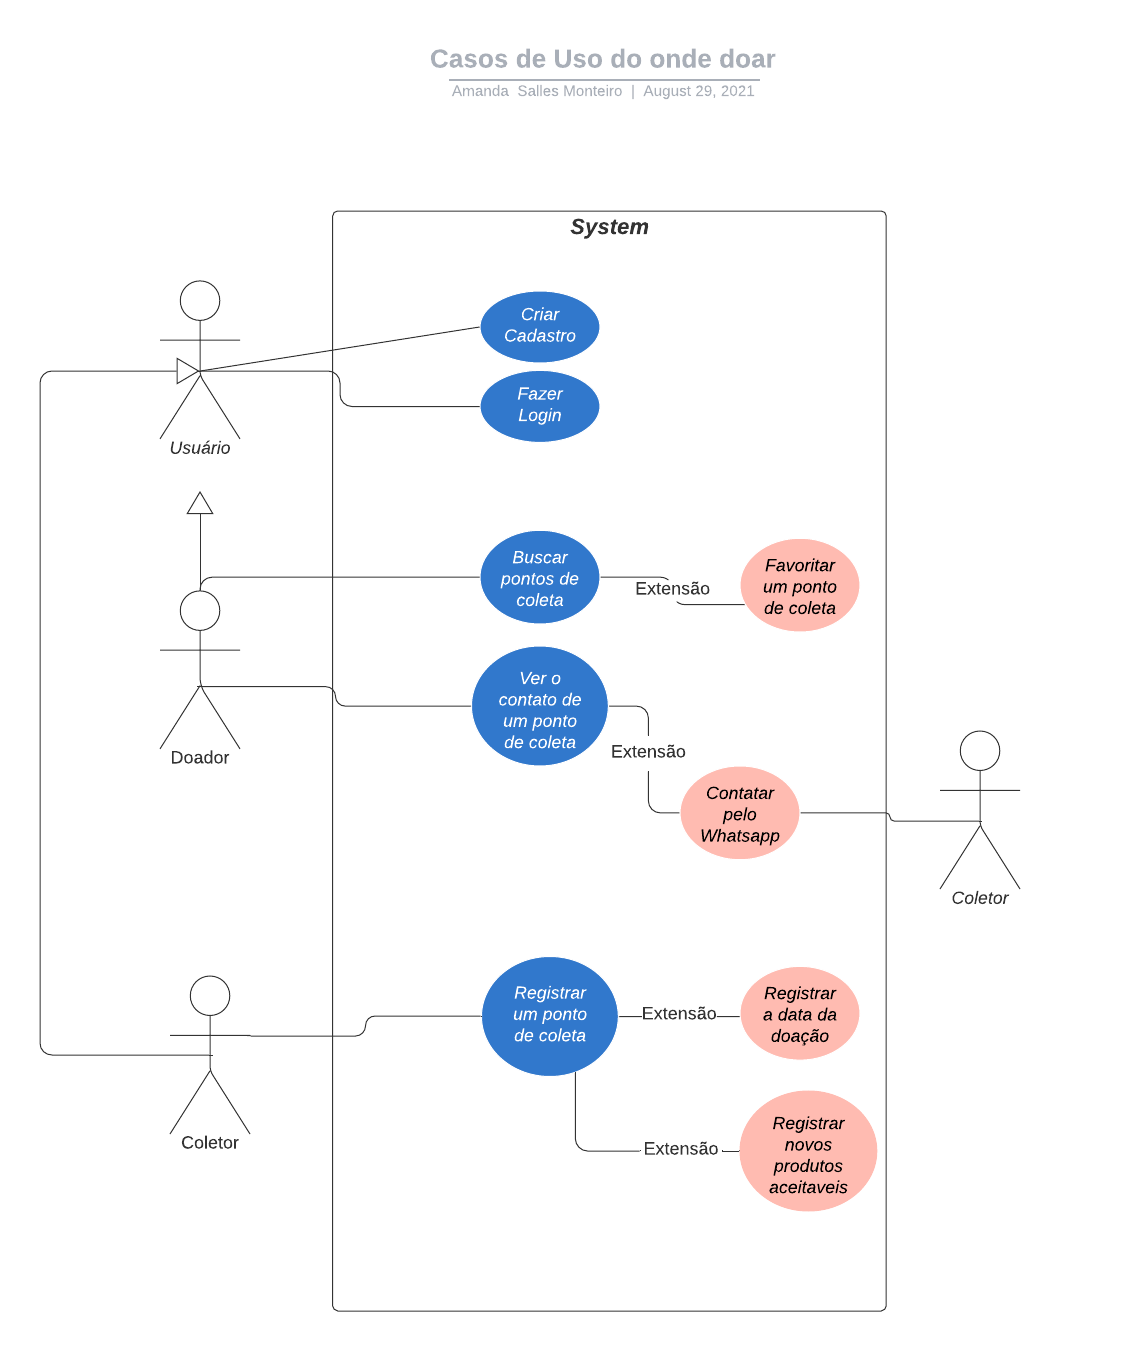 Casos de Uso do onde doar
Amanda Salles Monteiro | August 29, 2021
System
Criar
Cadastro
Fazer
Login
Usuário
Buscar
pontos de
coleta
Extensão
Favoritar
um ponto
de coleta
Ver o
contato de
um ponto
de coleta
Doador
Extensão
Contatar
pelo
Whatsapp
Coletor
Registrar
um ponto
de coleta
Extensão
Registrar
a data da
doação
Coletor
Extensão
Registrar
novos
produtos
aceitaveis